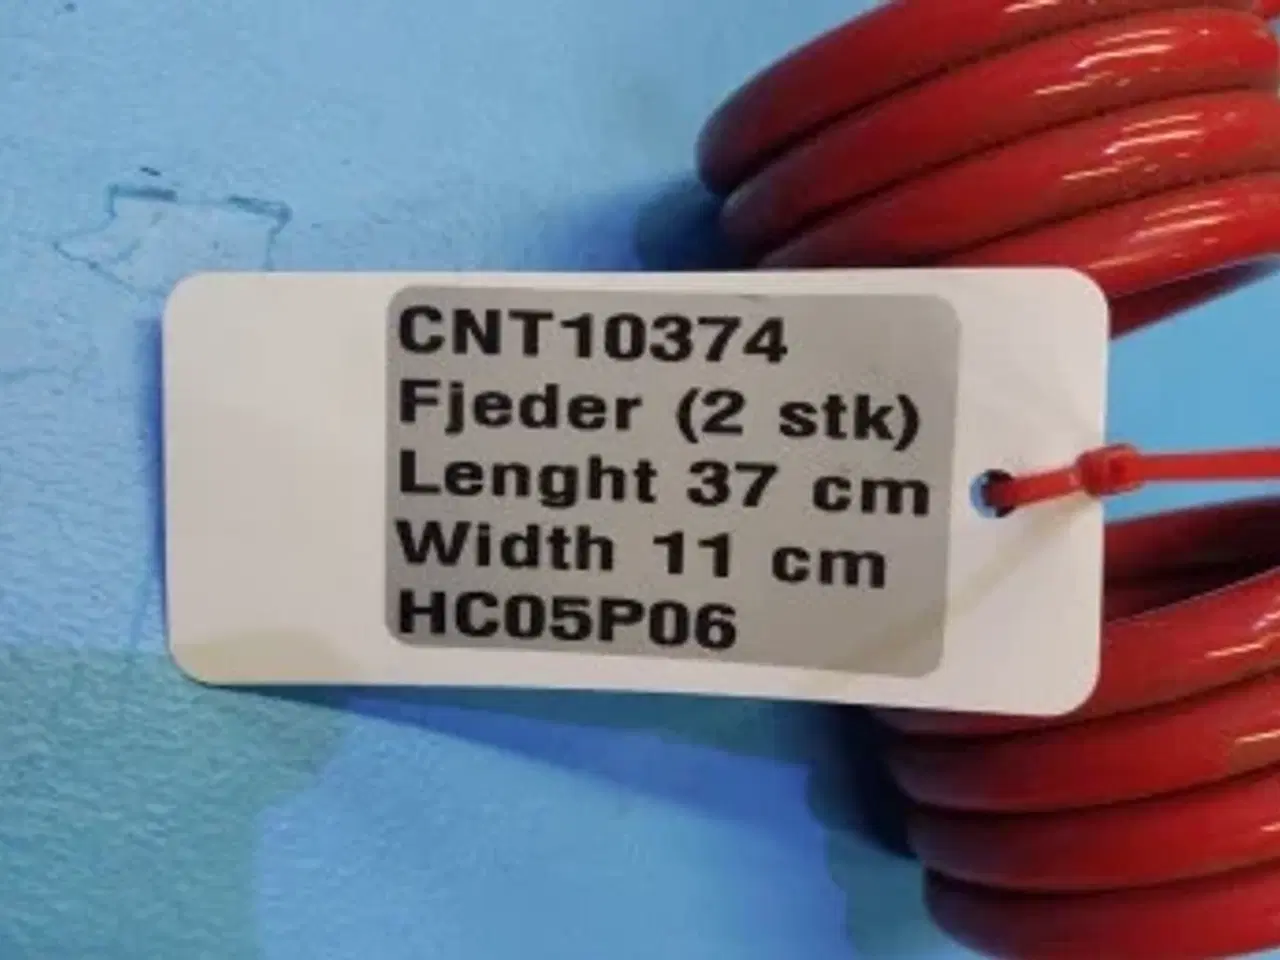 CNT10374
Fjeder (2 stk)
Lenght 37 cm
Width 11 cm
HC05P06